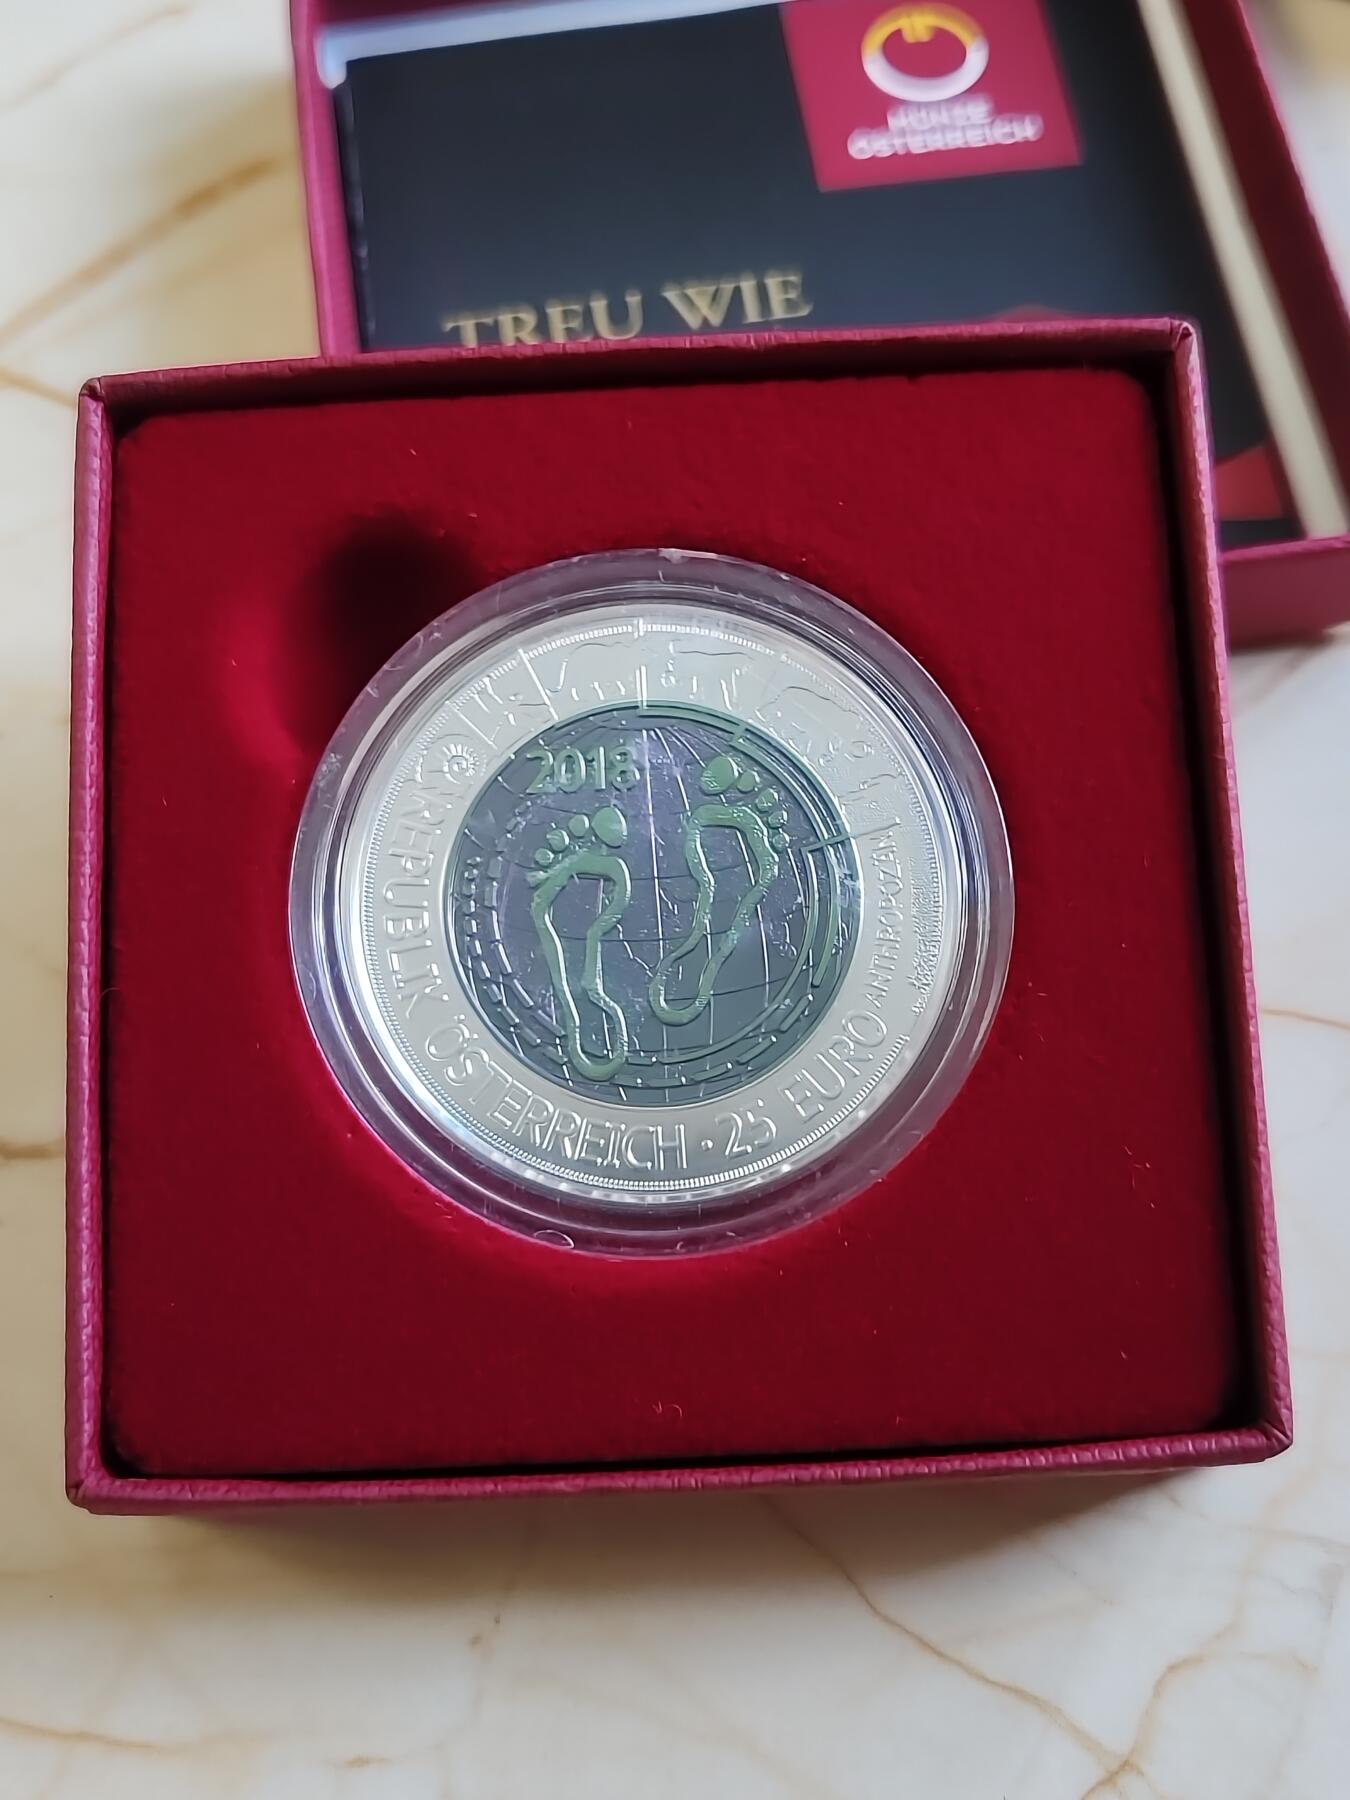 MÜNZE
ÖSTERREICH
TREU WIE
2018
REPUBLIK ÖSTERREICH · 25 EURO ANTHROPOZÄN